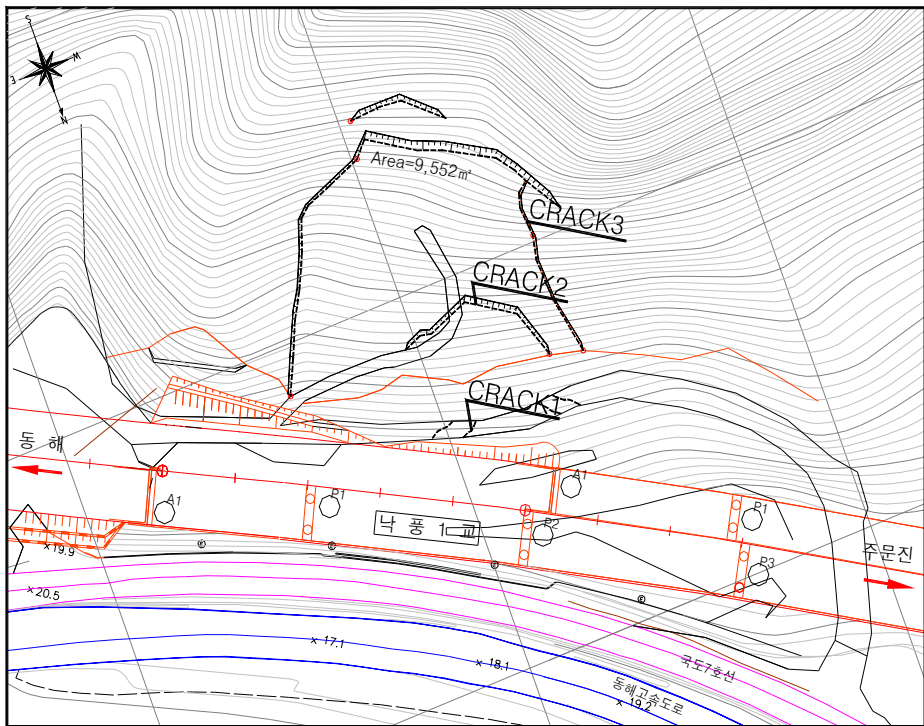 S
W
E
N
Area=9,552㎡
CRACK3
CRACK2
CRACK1
동 해
A1
P1
A1
P1
낙 풍 1 교
P2
P3
주문진
×19.9
×20.5
×17.1
×18.1
×19.2
국도7호선
동해고속도로